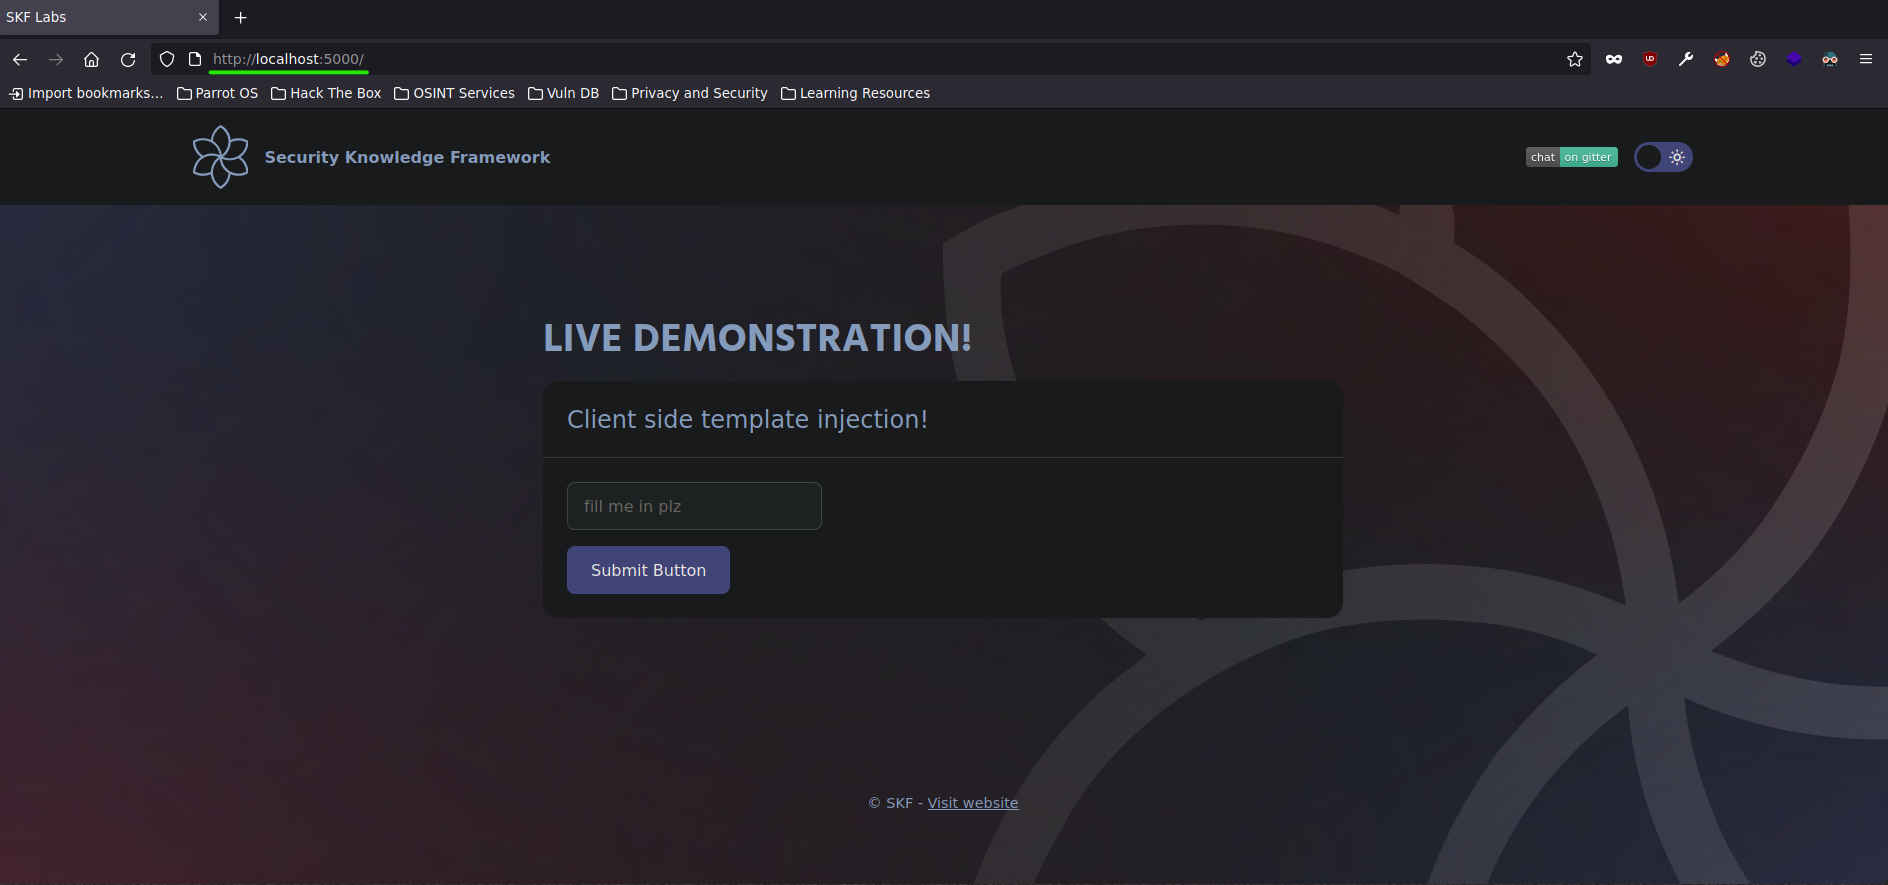 SKF Labs
http://localhost:5000/
Import bookmarks... Parrot OS Hack The Box OSINT Services Vuln DB Privacy and Security Learning Resources
Security Knowledge Framework
chat on gitter
LIVE DEMONSTRATION!
Client side template injection!
fill me in plz
Submit Button
© SKF - Visit website